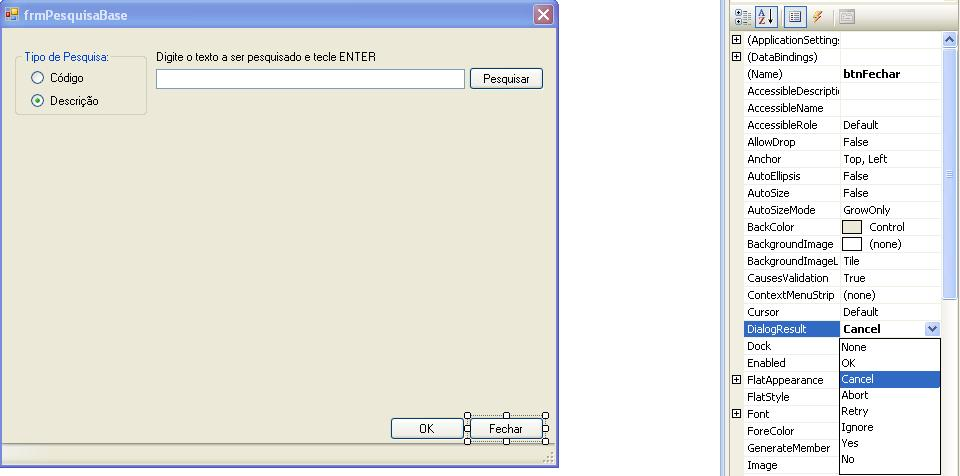 frmPesquisaBase
Tipo de Pesquisa:
Código
Descrição
Digite o texto a ser pesquisado e tecle ENTER
Pesquisar
OK
Fechar
(ApplicationSettings
(DataBindings)
(Name) btnFechar
AccessibleDescripti
AccessibleName
AccessibleRole Default
AllowDrop False
Anchor Top, Left
AutoEllipsis False
AutoSize False
AutoSizeMode GrowOnly
BackColor Control
BackgroundImage (none)
BackgroundImageL Tile
CausesValidation True
ContextMenuStrip (none)
Cursor Default
DialogResult Cancel
Dock
Enabled
FlatAppearance
FlatStyle
Font
ForeColor
GenerateMember
Image
None
OK
Cancel
Abort
Retry
Ignore
Yes
No